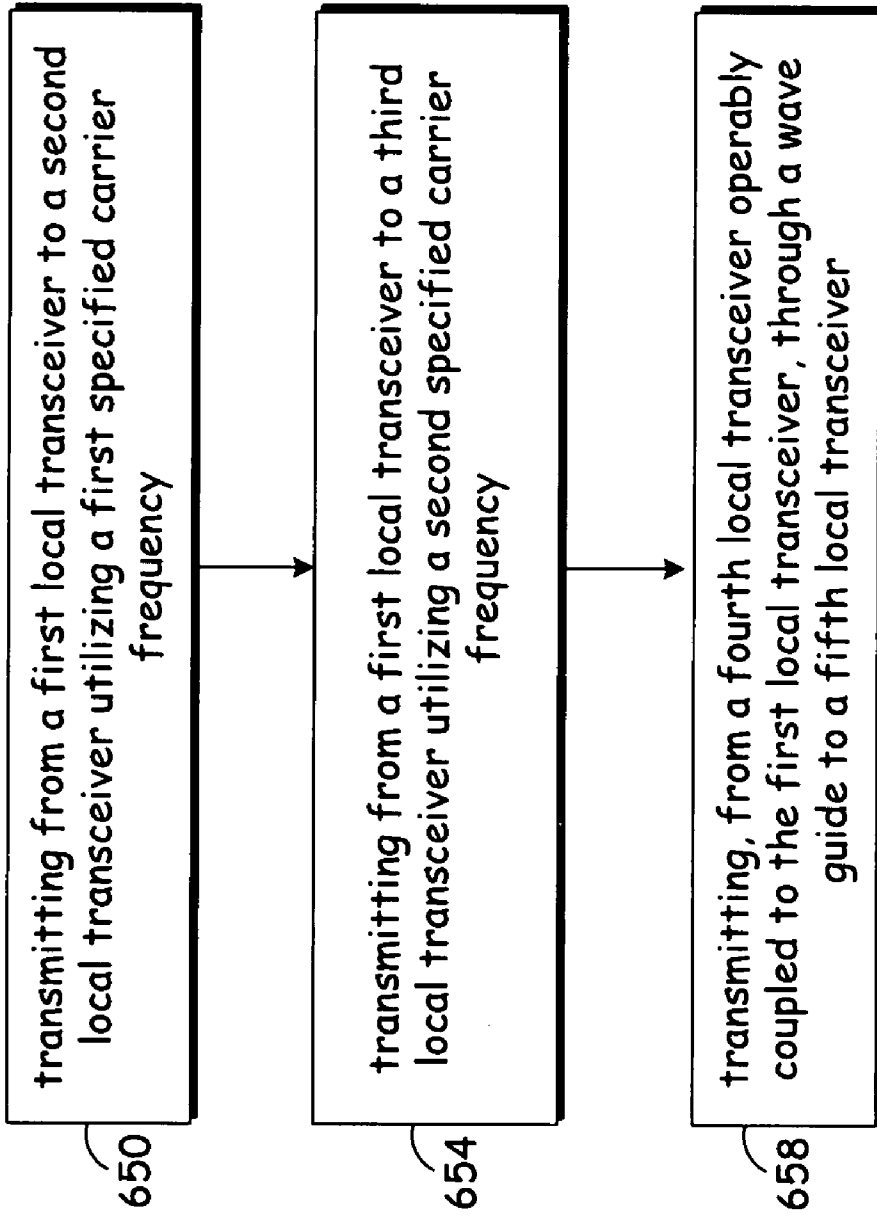 transmitting from a first local transceiver to a second
local transceiver utilizing a first specified carrier
frequency
650
transmitting from a first local transceiver to a third
local transceiver utilizing a second specified carrier
frequency
654
transmitting, from a fourth local transceiver operably
coupled to the first local transceiver, through a wave
guide to a fifth local transceiver
658